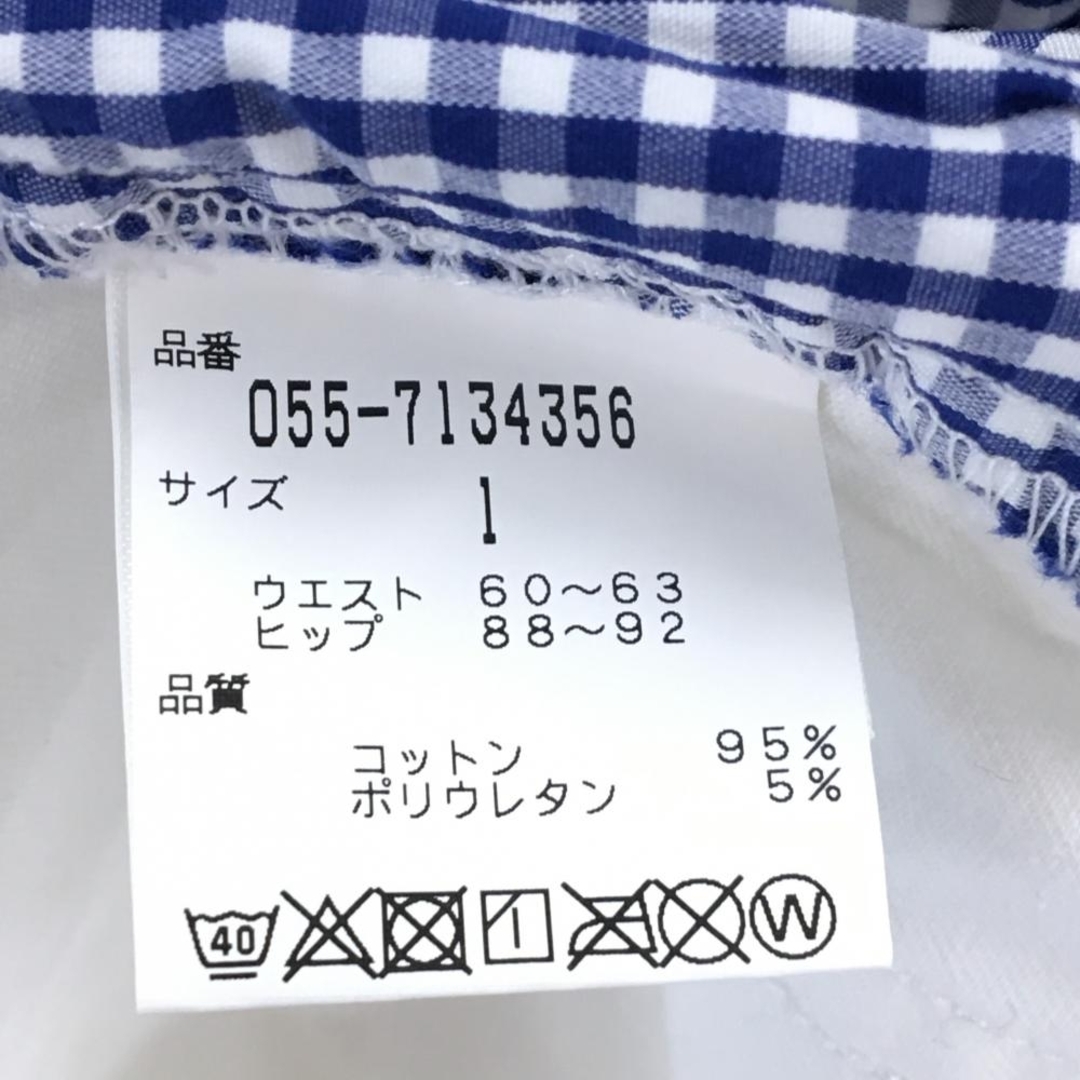 品番
055-7134356
サイズ
1
ウエスト 60〜63
ヒップ 88〜92
品質
コットン 95%
ポリウレタン 5%
40 W